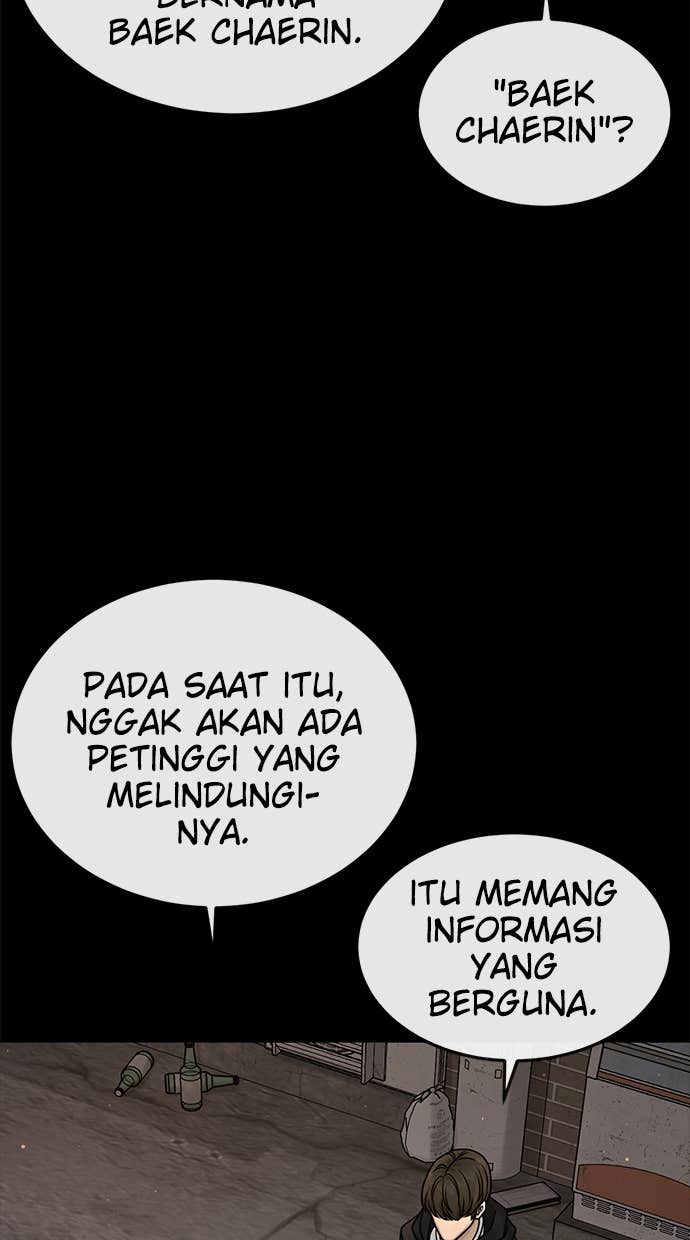 BERNAMA
BAEK CHAERIN.
"BAEK
CHAERIN"?
PADA SAAT ITU,
NGGAK AKAN ADA
PETINGGI YANG
MELINDUNGI-
NYA.
ITU MEMANG
INFORMASI
YANG
BERGUNA.